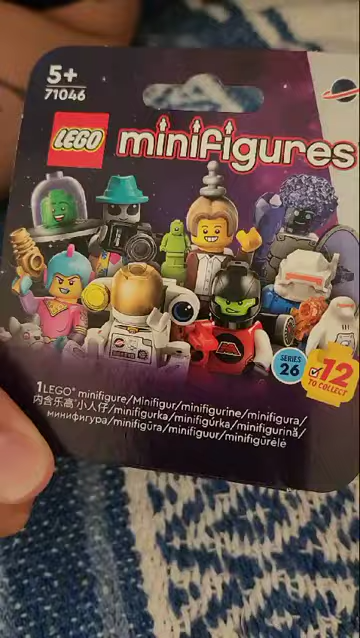 5+
71046
LEGO
minifigures
SERIES
26
12
TO COLLECT
1 LEGO® minifigure/Minifigur/minifigurine/minifigura/
内含乐高®小人仔/minifigurka/minifigūrka/minifigurină/
минифигура/minifigūra/minifiguur/minifigūrėlė